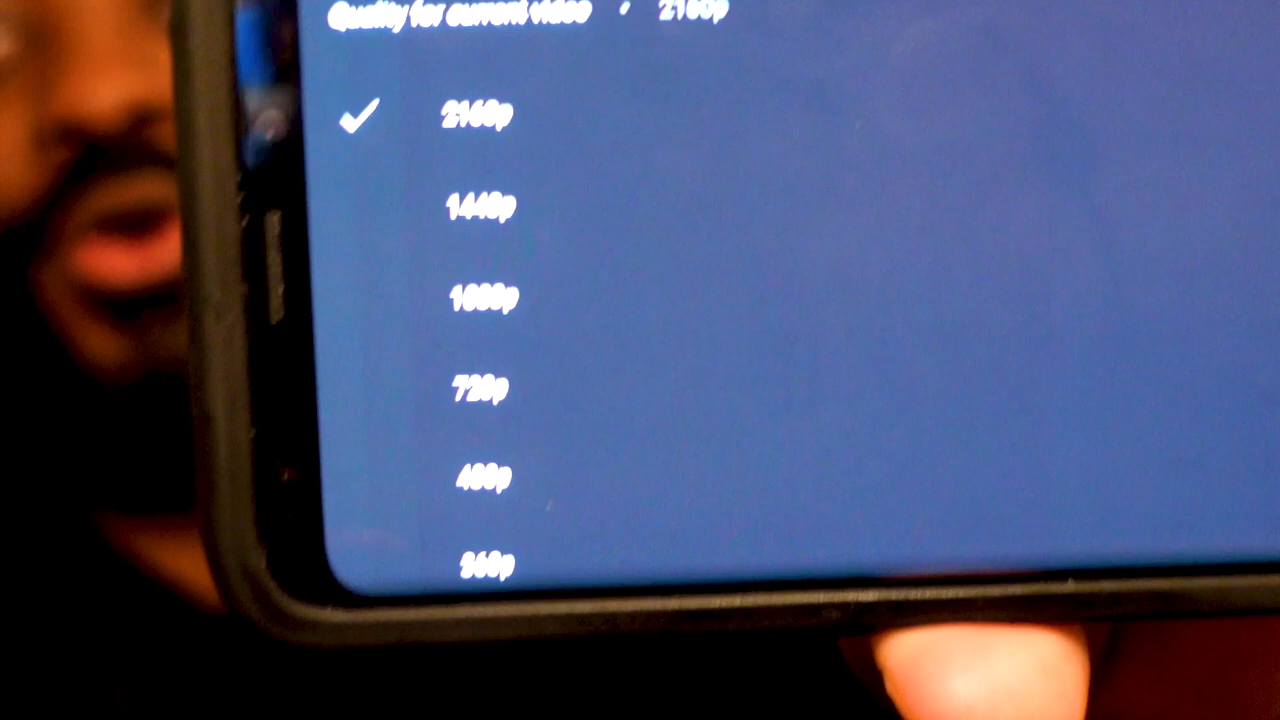 Quality for current video • 2160p
2160p
1440p
1080p
720p
480p
360p